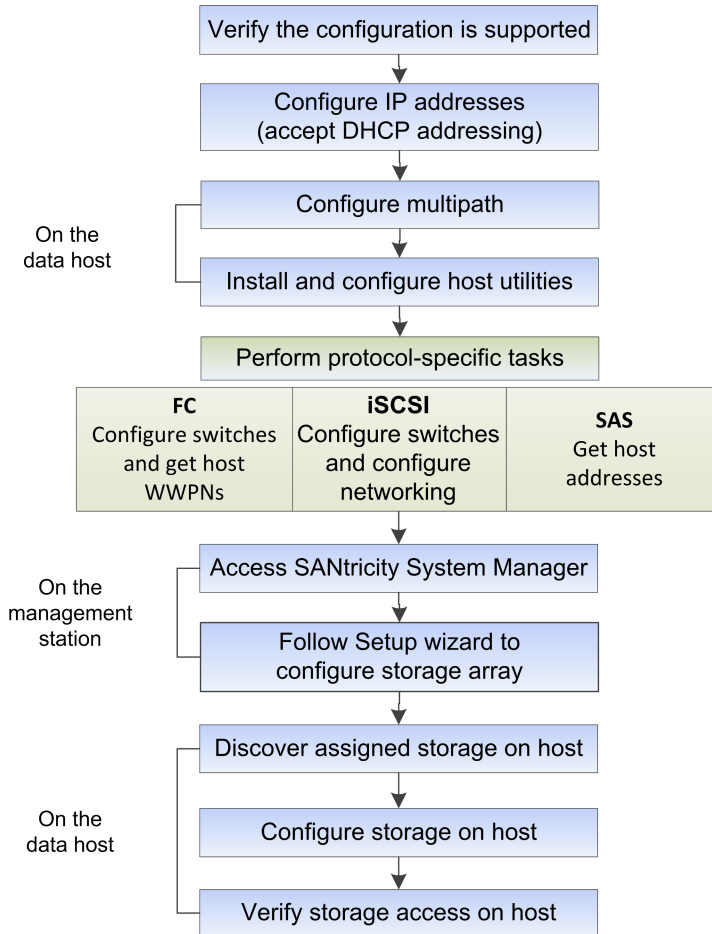 Verify the configuration is supported
Configure IP addresses
(accept DHCP addressing)
Configure multipath
On the
data host
Install and configure host utilities
Perform protocol-specific tasks
FC
Configure switches
and get host
WWPNs
iSCSI
Configure switches
and configure
networking
SAS
Get host
addresses
Access SANtricity System Manager
On the
management
station
Follow Setup wizard to
configure storage array
Discover assigned storage on host
On the
data host
Configure storage on host
Verify storage access on host